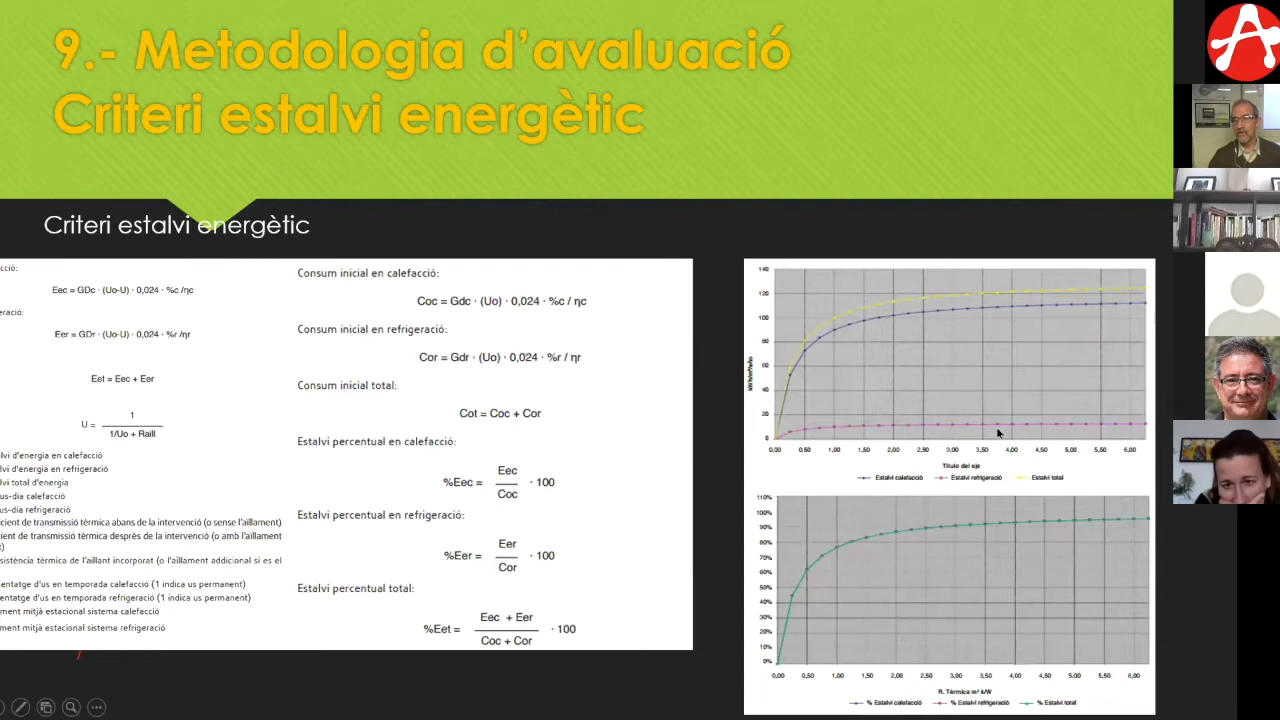 9.- Metodologia d'avaluació
Criteri estalvi energètic
Criteri estalvi energètic
cció:
Eec = GDc · (Uo-U) · 0,024 · %c /ηc
eració:
Eer = GDr · (Uo-U) · 0,024 · %r /ηr
Eet = Eec + Eer
U = 1
1/Uo + Raill
lvi d'energia en calefacció
lvi d'energia en refrigeració
lvi total d'energia
us-dia calefacció
us-dia refrigeració
icient de transmissió tèrmica abans de la intervenció (o sense l'aïllament)
icient de transmissió tèrmica després de la intervenció (o amb l'aïllament
t)
sistència tèrmica de l'aïllant incorporat (o l'aïllament addicional si es el
entatge d'us en temporada calefacció (1 indica us permanent)
entatge d'us en temporada refrigeració (1 indica us permanent)
ment mitjà estacional sistema calefacció
ment mitjà estacional sistema refrigeració
Consum inicial en calefacció:
Coc = Gdc · (Uo) · 0,024 · %c / ηc
Consum inicial en refrigeració:
Cor = Gdr · (Uo) · 0,024 · %r / ηr
Consum inicial total:
Cot = Coc + Cor
Estalvi percentual en calefacció:
%Eec = Eec · 100
Coc
Estalvi percentual en refrigeració:
%Eer = Eer · 100
Cor
Estalvi percentual total:
%Eet = Eec + Eer · 100
Coc + Cor
140
120
100
80
60
40
20
0
kWh/m²/año
0,00 0,50 1,00 1,50 2,00 2,50 3,00 3,50 4,00 4,50 5,00 5,50 6,00
Título del eje
Estalvi calefacció Estalvi refrigeració Estalvi total
110%
100%
90%
80%
70%
60%
50%
40%
30%
20%
10%
0%
0,00 0,50 1,00 1,50 2,00 2,50 3,00 3,50 4,00 4,50 5,00 5,50 6,00
R. Tèrmica m² k/W
% Estalvi calefacció % Estalvi refrigeració % Estalvi total